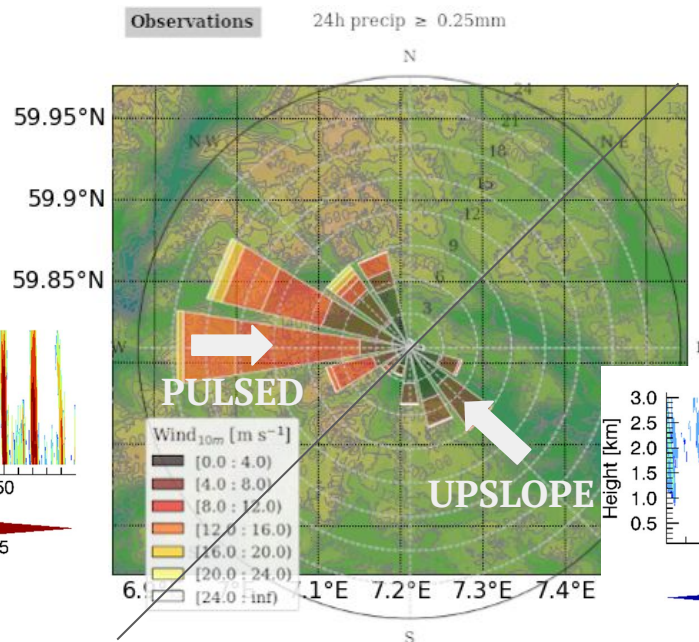 Observations
24h precip ≥ 0.25mm
N
24
21
18
15
12
9
6
3
N-W
N-E
W
S
59.95°N
59.9°N
59.85°N
PULSED
UPSLOPE
Wind10m [m s−1]
[0.0 : 4.0)
[4.0 : 8.0)
[8.0 : 12.0)
[12.0 : 16.0)
[16.0 : 20.0)
[20.0 : 24.0)
[24.0 : inf)
7.1°E
7.2°E
7.3°E
7.4°E
Height [km]
3.0
2.5
2.0
1.5
1.0
0.5
50
5